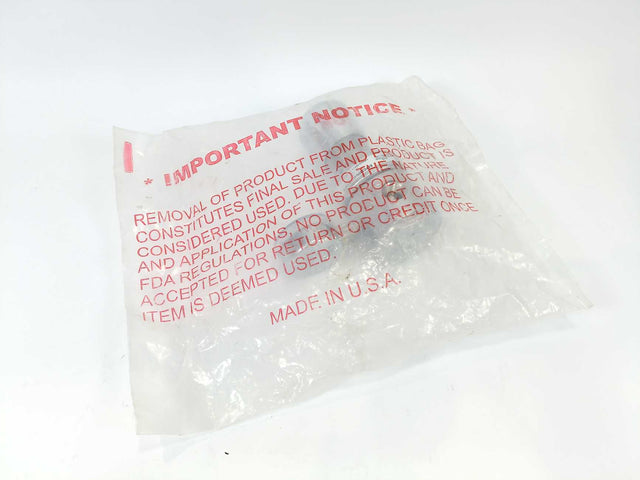 * IMPORTANT NOTICE *
REMOVAL OF PRODUCT FROM PLASTIC BAG
CONSTITUTES FINAL SALE AND PRODUCT IS
CONSIDERED USED. DUE TO THE NATURE
AND APPLICATION OF THIS PRODUCT AND
FDA REGULATIONS, NO PRODUCT CAN BE
ACCEPTED FOR RETURN OR CREDIT ONCE
ITEM IS DEEMED USED.
MADE IN U.S.A.